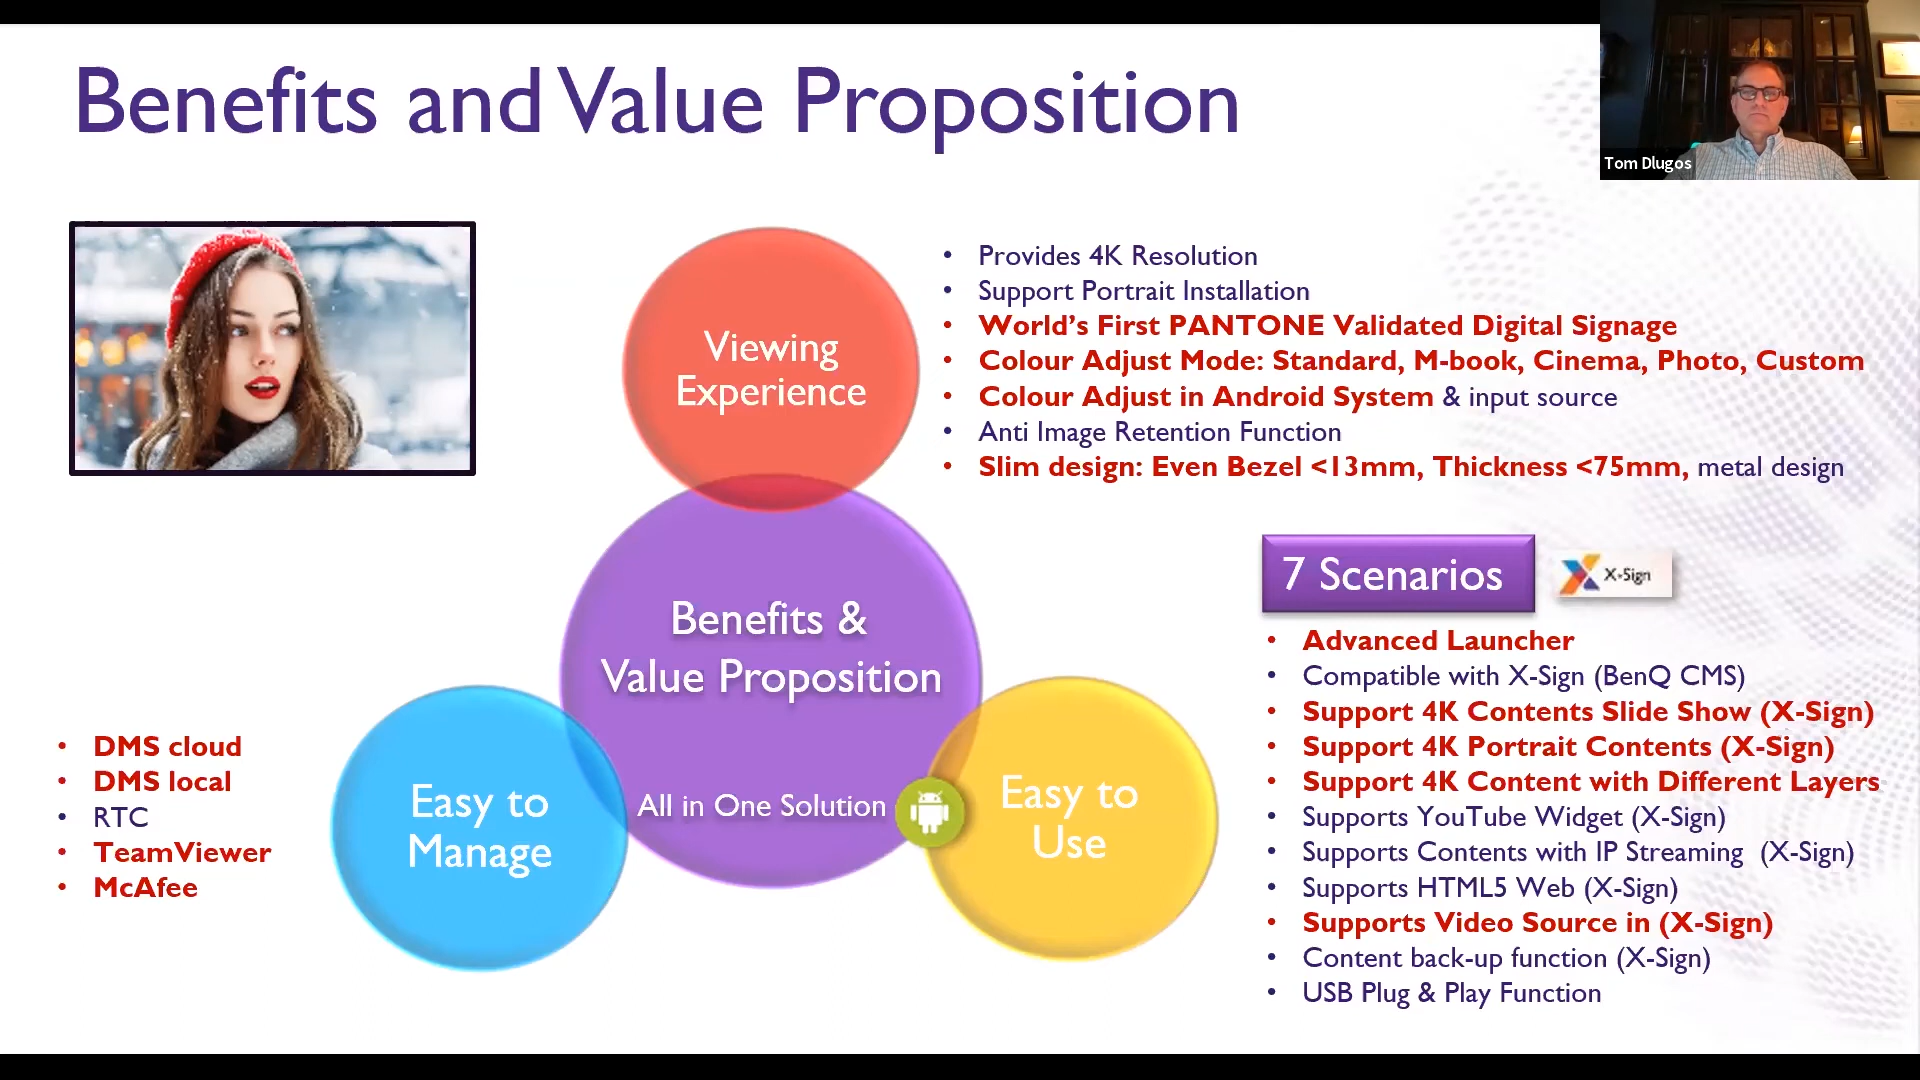 Benefits and Value Proposition
Tom Dlugos
Viewing
Experience
• Provides 4K Resolution
• Support Portrait Installation
• World's First PANTONE Validated Digital Signage
• Colour Adjust Mode: Standard, M-book, Cinema, Photo, Custom
• Colour Adjust in Android System & input source
• Anti Image Retention Function
• Slim design: Even Bezel <13mm, Thickness <75mm, metal design
Benefits &
Value Proposition
All in One Solution
7 Scenarios
X-Sign
• Advanced Launcher
• Compatible with X-Sign (BenQ CMS)
• Support 4K Contents Slide Show (X-Sign)
• Support 4K Portrait Contents (X-Sign)
• Support 4K Content with Different Layers
• Supports YouTube Widget (X-Sign)
• Supports Contents with IP Streaming (X-Sign)
• Supports HTML5 Web (X-Sign)
• Supports Video Source in (X-Sign)
• Content back-up function (X-Sign)
• USB Plug & Play Function
• DMS cloud
• DMS local
• RTC
• TeamViewer
• McAfee
Easy to
Manage
Easy to
Use